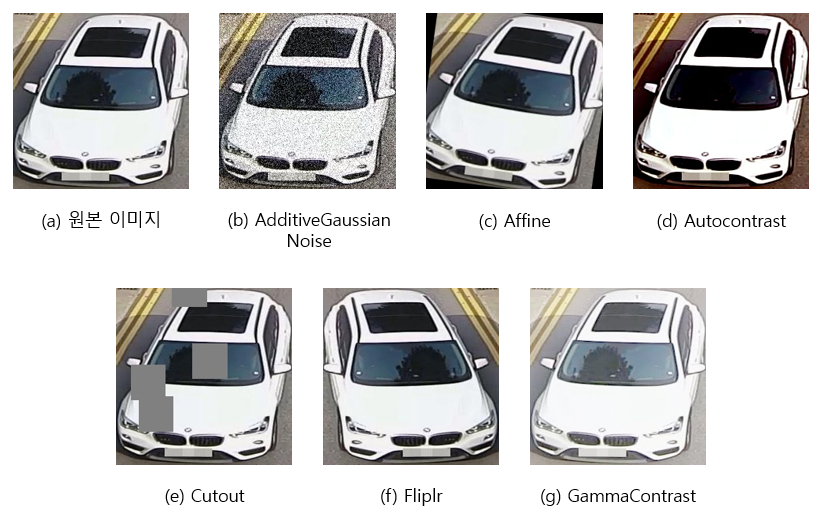 (a) 원본 이미지
(b) AdditiveGaussian
Noise
(c) Affine
(d) Autocontrast
(e) Cutout
(f) Fliplr
(g) GammaContrast